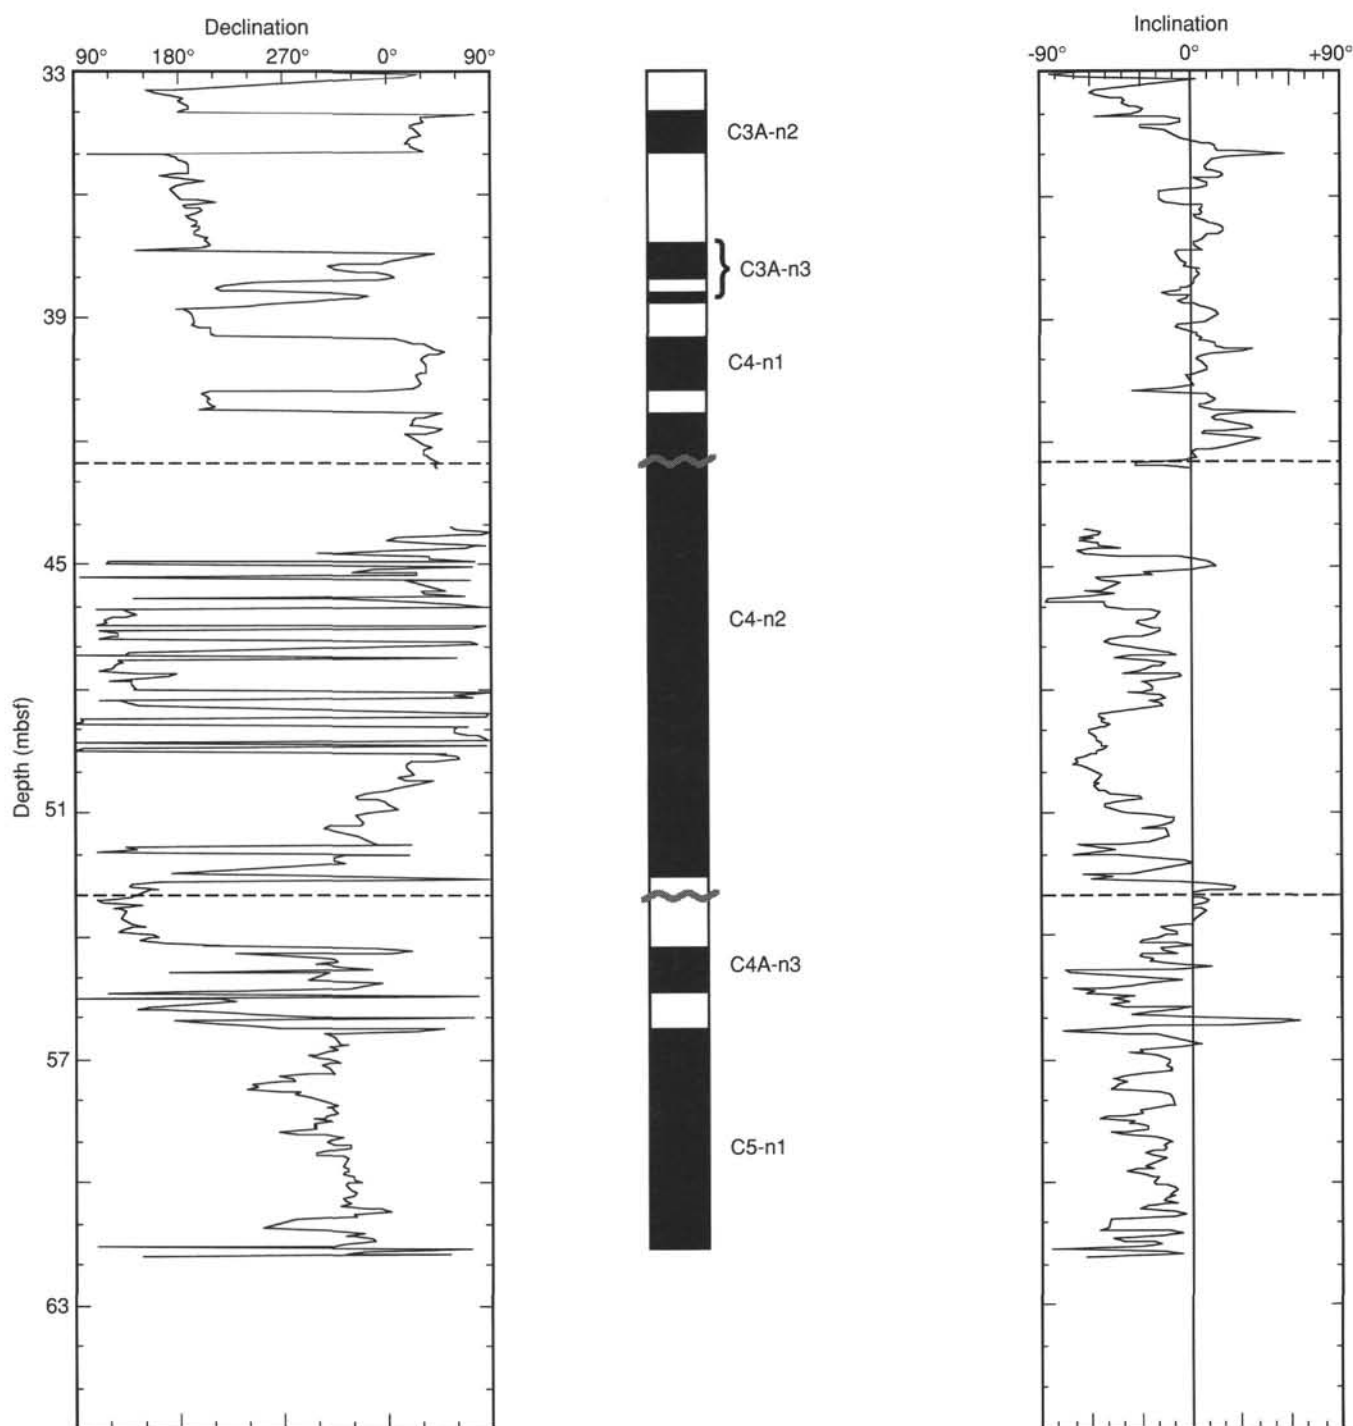 Declination
90° 180° 270° 0° 90°
Inclination
-90° 0° +90°
33
39
45
51
57
63
Depth (mbsf)
C3A-n2
C3A-n3
C4-n1
C4-n2
C4A-n3
C5-n1